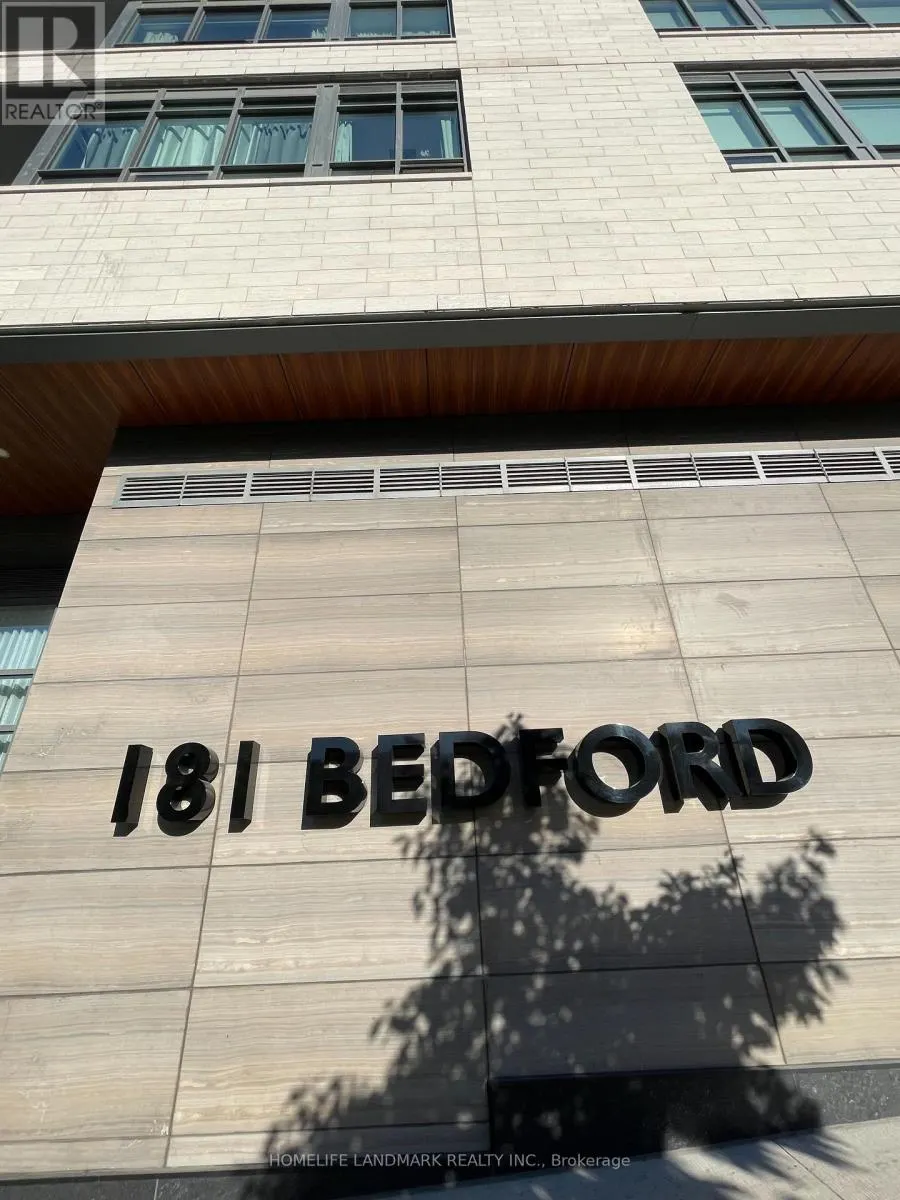 R
REALTOR®
181 BEDFORD
HOMELIFE LANDMARK REALTY INC., Brokerage